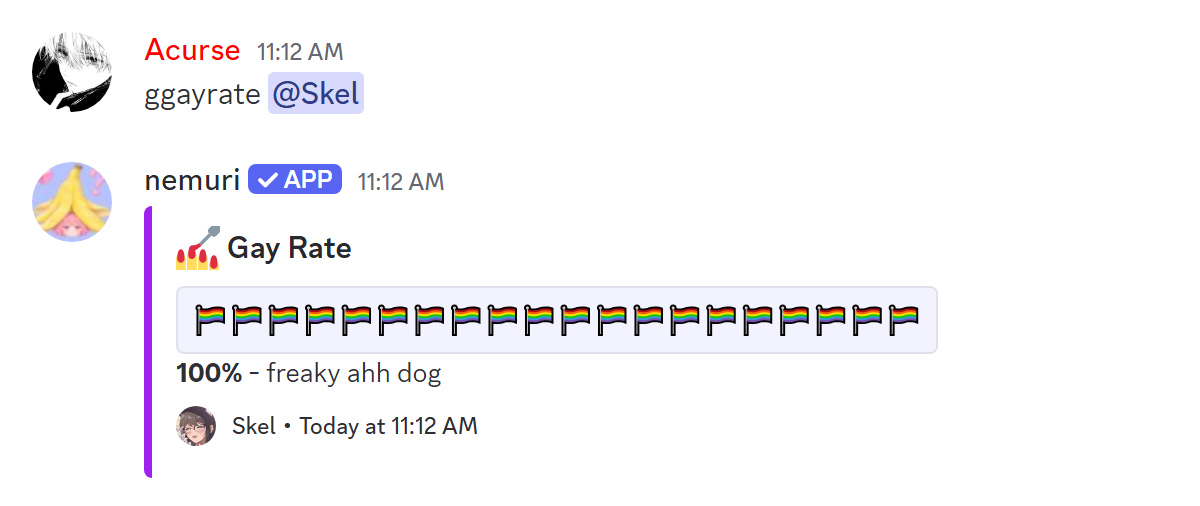 Acurse 11:12 AM
ggayrate @Skel
nemuri APP 11:12 AM
Gay Rate
100% - freaky ahh dog
Skel • Today at 11:12 AM